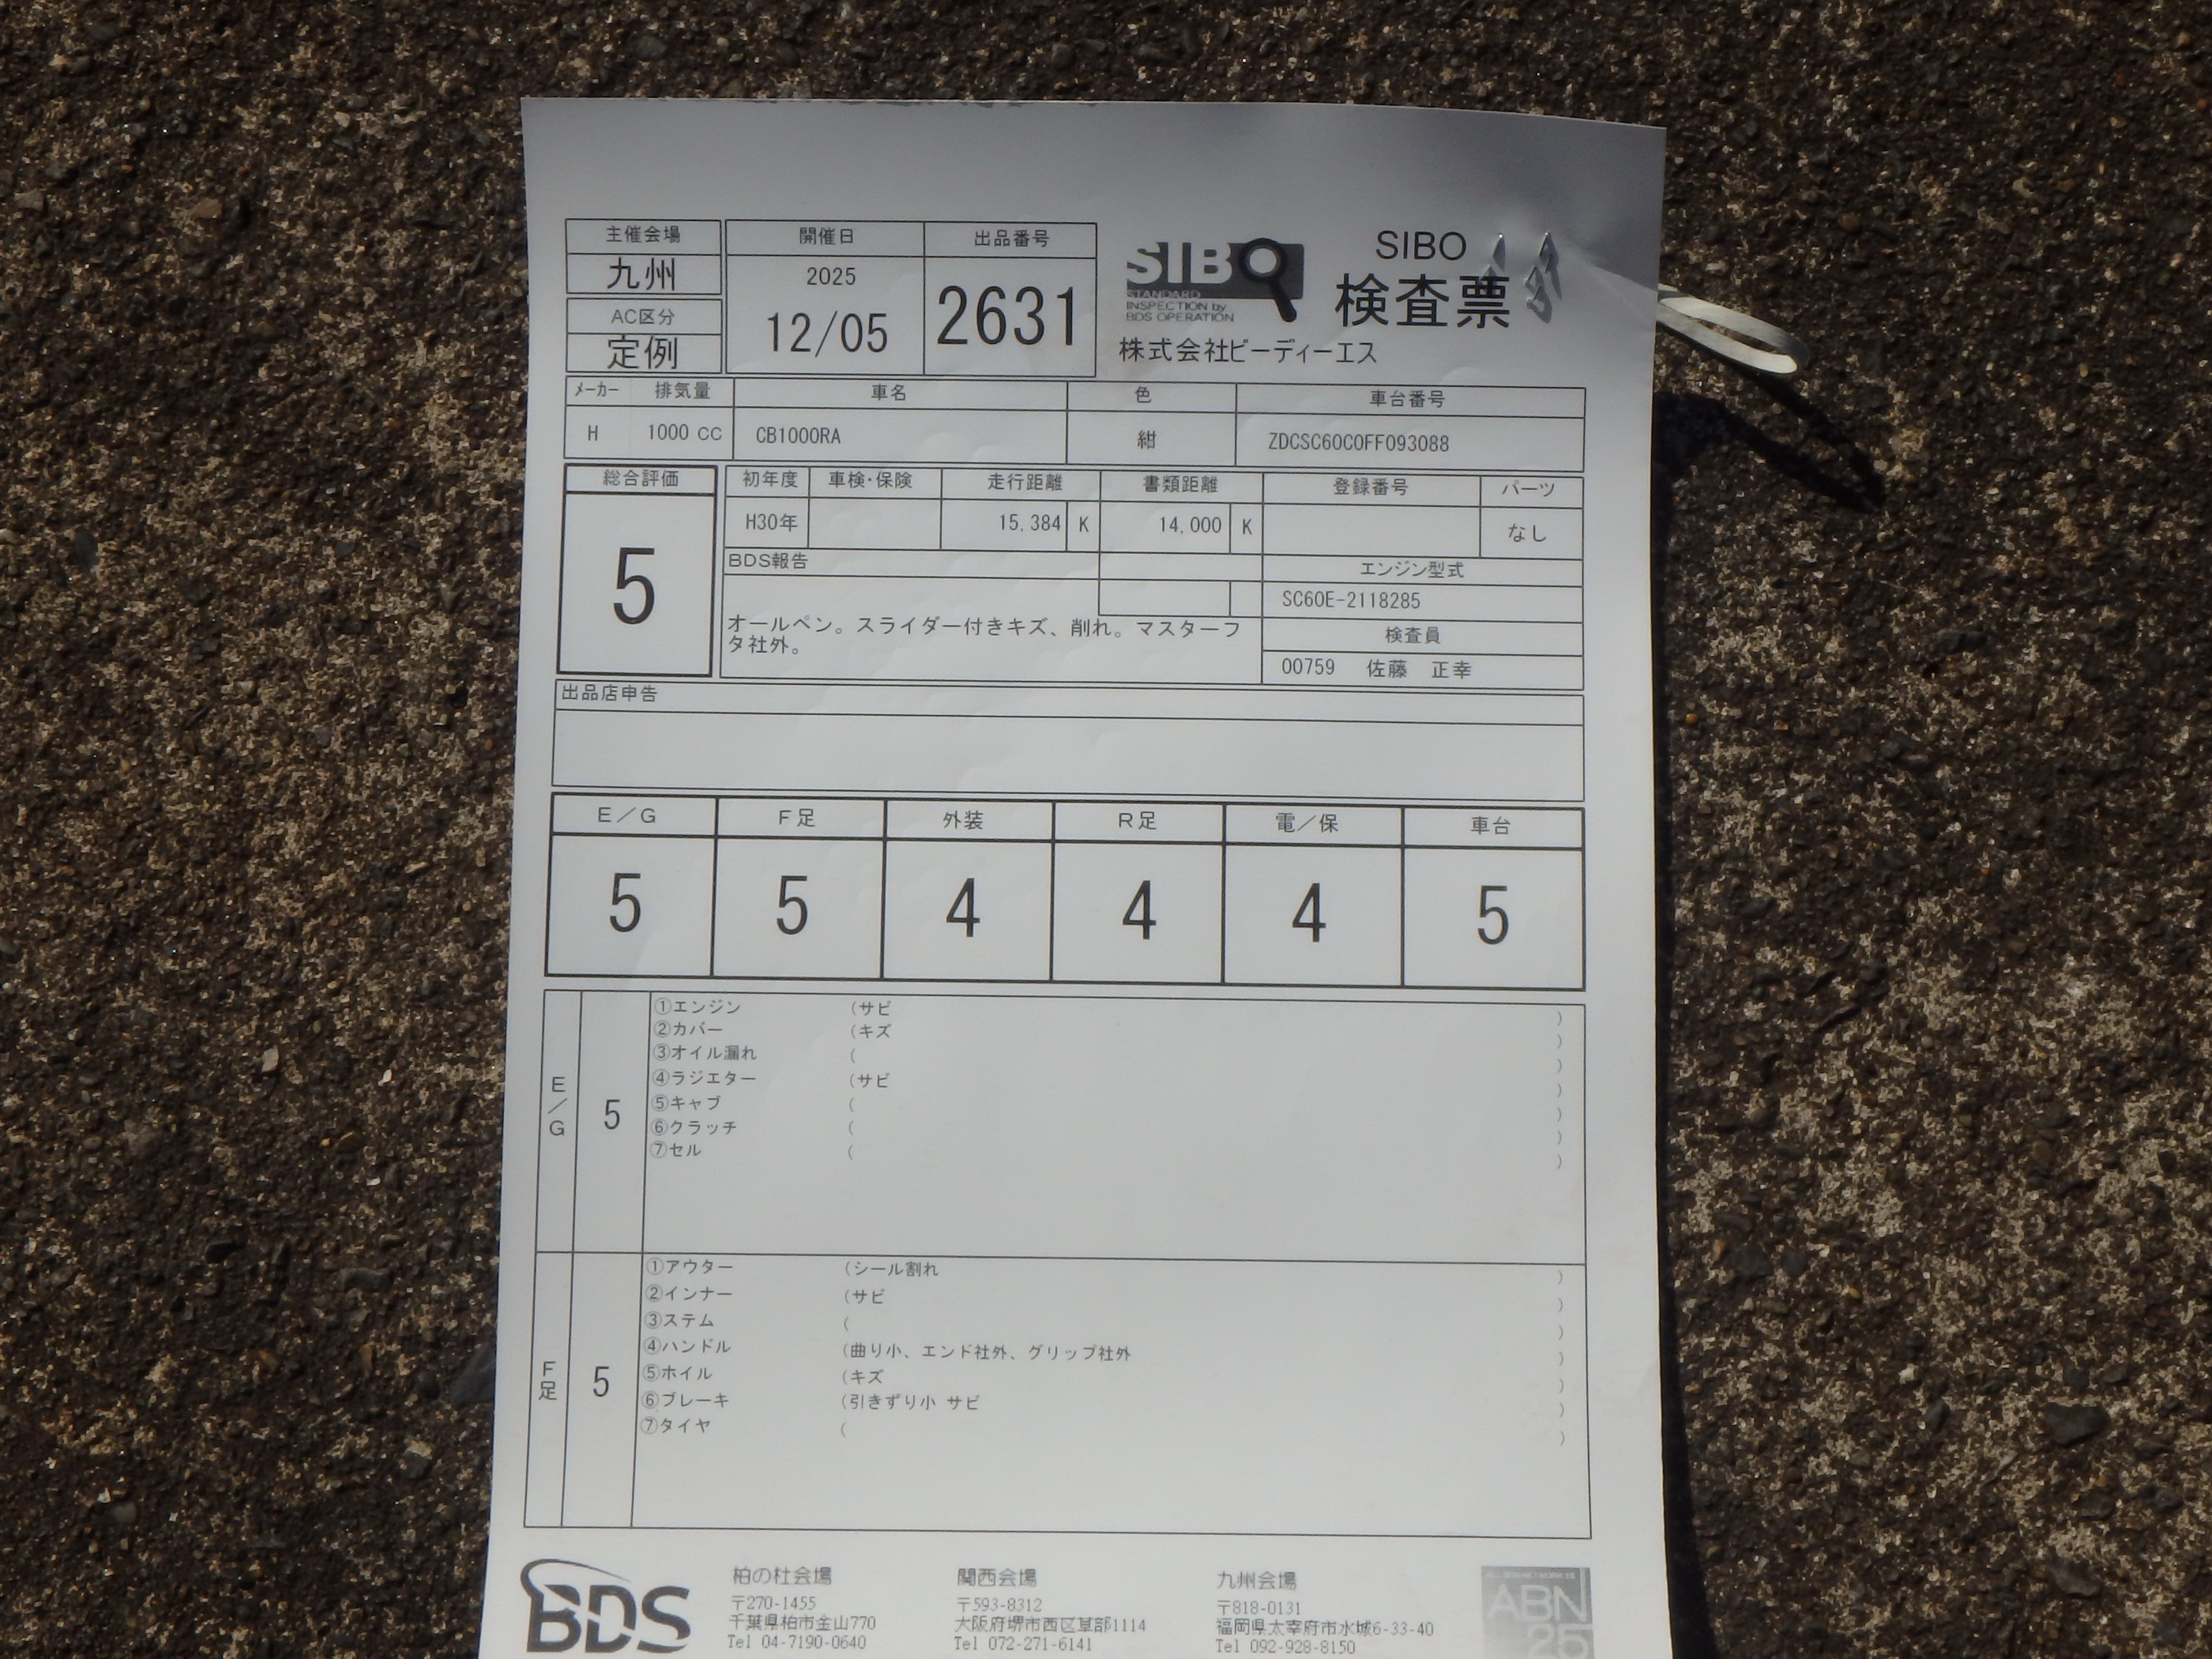 主催会場 開催日 出品番号
九州 2025 12/05 2631
AC区分
定例
SIBO
STANDARD
INSPECTION by
BDS OPERATION
SIBO
検査票
株式会社ビーディーエス
メーカー 排気量 車名 色 車台番号
H 1000 CC CB1000RA 紺 ZDCSC60C0FF093088
総合評価 初年度 車検・保険 走行距離 書類距離 登録番号 パーツ
5 H30年 15,384 K 14,000 K なし
BDS報告 エンジン型式
SC60E-2118285
オールペン。スライダー付きキズ、削れ。マスターフ
タ社外。
検査員
00759 佐藤 正幸
出品店申告
E/G F足 外装 R足 電/保 車台
5 5 4 4 4 5
E/G 5
①エンジン (サビ )
②カバー (キズ )
③オイル漏れ ( )
④ラジエター (サビ )
⑤キャブ ( )
⑥クラッチ ( )
⑦セル ( )
F足 5
①アウター (シール割れ )
②インナー (サビ )
③ステム ( )
④ハンドル (曲り小、エンド社外、グリップ社外 )
⑤ホイル (キズ )
⑥ブレーキ (引きずり小 サビ )
⑦タイヤ ( )
BDS
柏の杜会場
〒270-1455
千葉県柏市金山770
Tel 04-7190-0640
関西会場
〒593-8312
大阪府堺市西区草部1114
Tel 072-271-6141
九州会場
〒818-0131
福岡県太宰府市水城6-33-40
Tel 092-928-8150
ABN
25